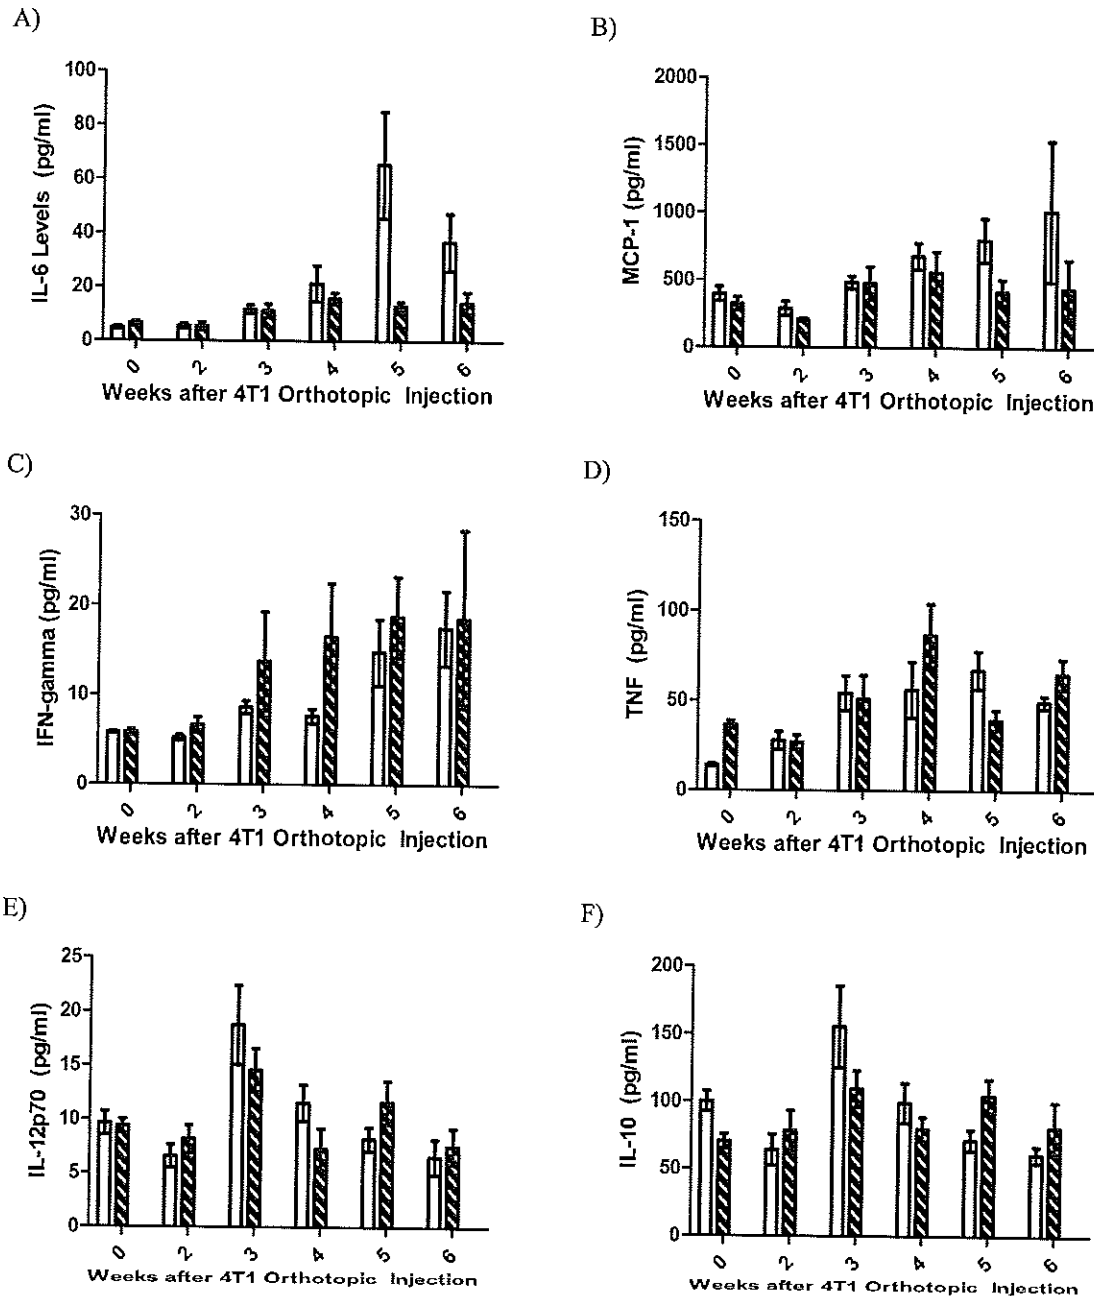 A)
IL-6 Levels (pg/ml)
100
80
60
40
20
0
0 2 3 4 5 6
Weeks after 4T1 Orthotopic Injection
B)
MCP-1 (pg/ml)
2000
1500
1000
500
0
0 2 3 4 5 6
Weeks after 4T1 Orthotopic Injection
C)
IFN-gamma (pg/ml)
30
20
10
0
0 2 3 4 5 6
Weeks after 4T1 Orthotopic Injection
D)
TNF (pg/ml)
150
100
50
0
0 2 3 4 5 6
Weeks after 4T1 Orthotopic Injection
E)
IL-12p70 (pg/ml)
25
20
15
10
5
0
0 2 3 4 5 6
Weeks after 4T1 Orthotopic Injection
F)
IL-10 (pg/ml)
200
150
100
50
0
0 2 3 4 5 6
Weeks after 4T1 Orthotopic Injection